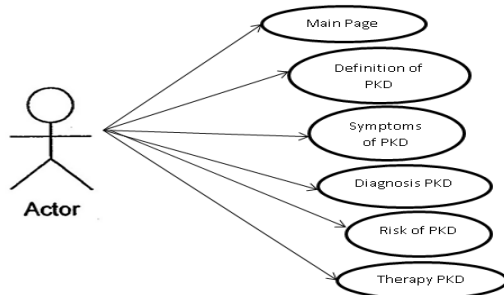 Main Page
Definition of
PKD
Symptoms
of PKD
Diagnosis PKD
Actor
Risk of PKD
Therapy PKD